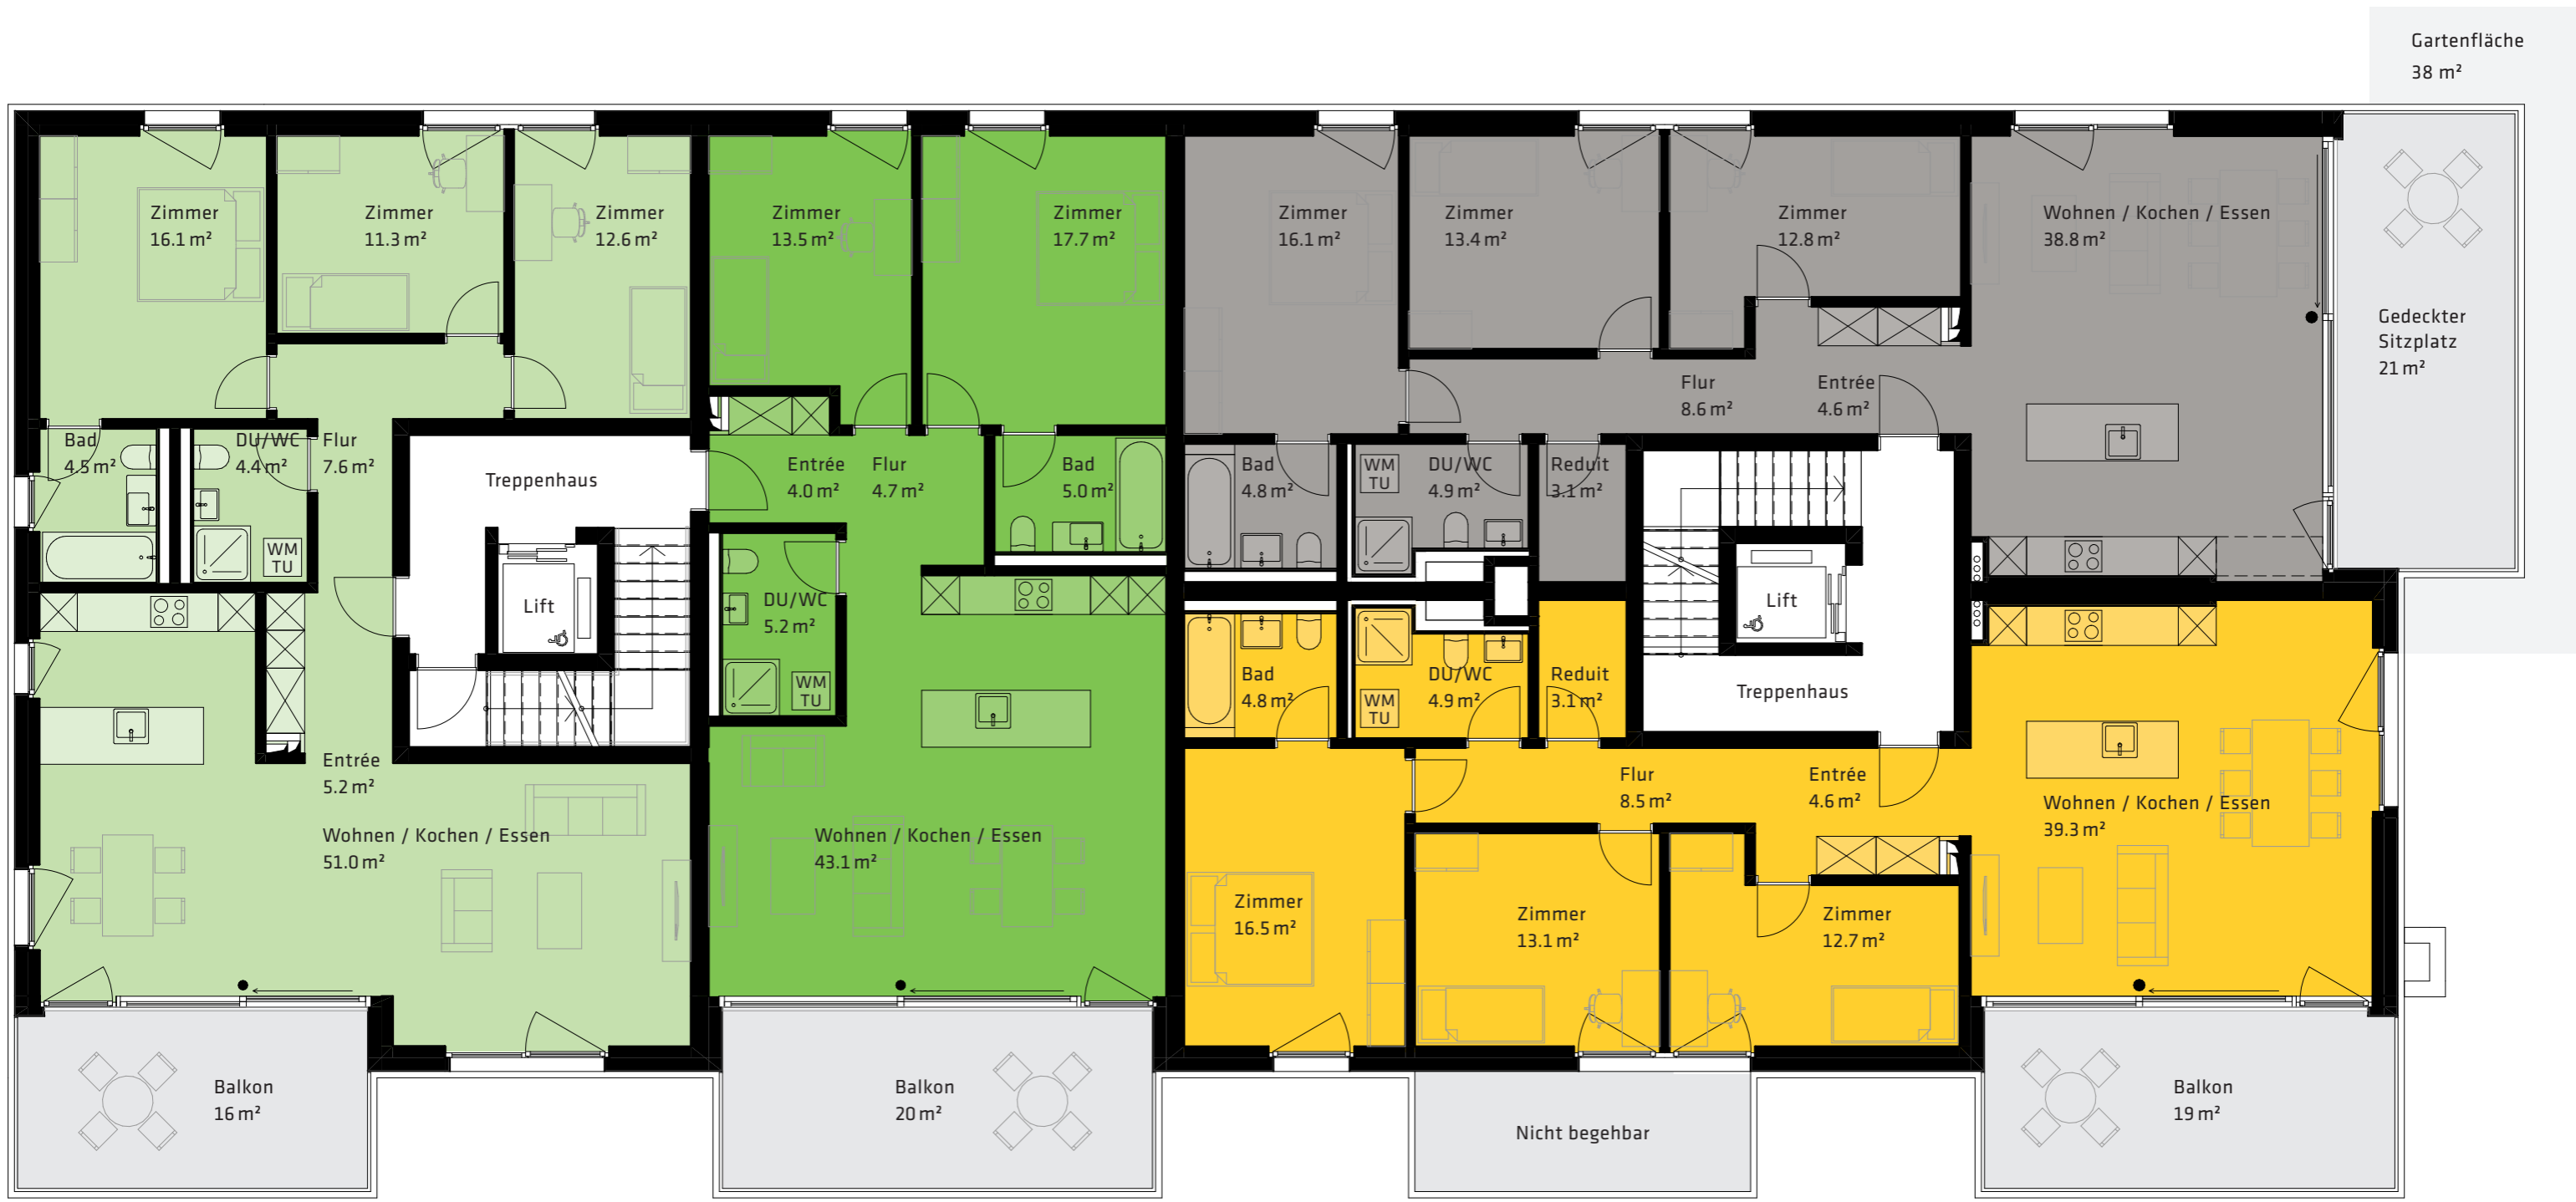 Gartenfläche
38 m²
Zimmer
16.1 m²
Zimmer
11.3 m²
Zimmer
12.6 m²
Zimmer
13.5 m²
Zimmer
17.7 m²
Zimmer
16.1 m²
Zimmer
13.4 m²
Zimmer
12.8 m²
Wohnen / Kochen / Essen
38.8 m²
Gedeckter
Sitzplatz
21 m²
Flur
8.6 m²
Entrée
4.6 m²
Bad
4.5 m²
DU/WC
4.4 m²
Flur
7.6 m²
Treppenhaus
Entrée
4.0 m²
Flur
4.7 m²
Bad
5.0 m²
Bad
4.8 m²
WM
TU
DU/WC
4.9 m²
Reduit
3.1 m²
WM
TU
Lift
DU/WC
5.2 m²
WM
TU
Lift
Bad
4.8 m²
DU/WC
4.9 m²
WM
TU
Reduit
3.1 m²
Treppenhaus
Entrée
5.2 m²
Wohnen / Kochen / Essen
51.0 m²
Wohnen / Kochen / Essen
43.1 m²
Flur
8.5 m²
Entrée
4.6 m²
Wohnen / Kochen / Essen
39.3 m²
Zimmer
16.5 m²
Zimmer
13.1 m²
Zimmer
12.7 m²
Balkon
16 m²
Balkon
20 m²
Nicht begehbar
Balkon
19 m²